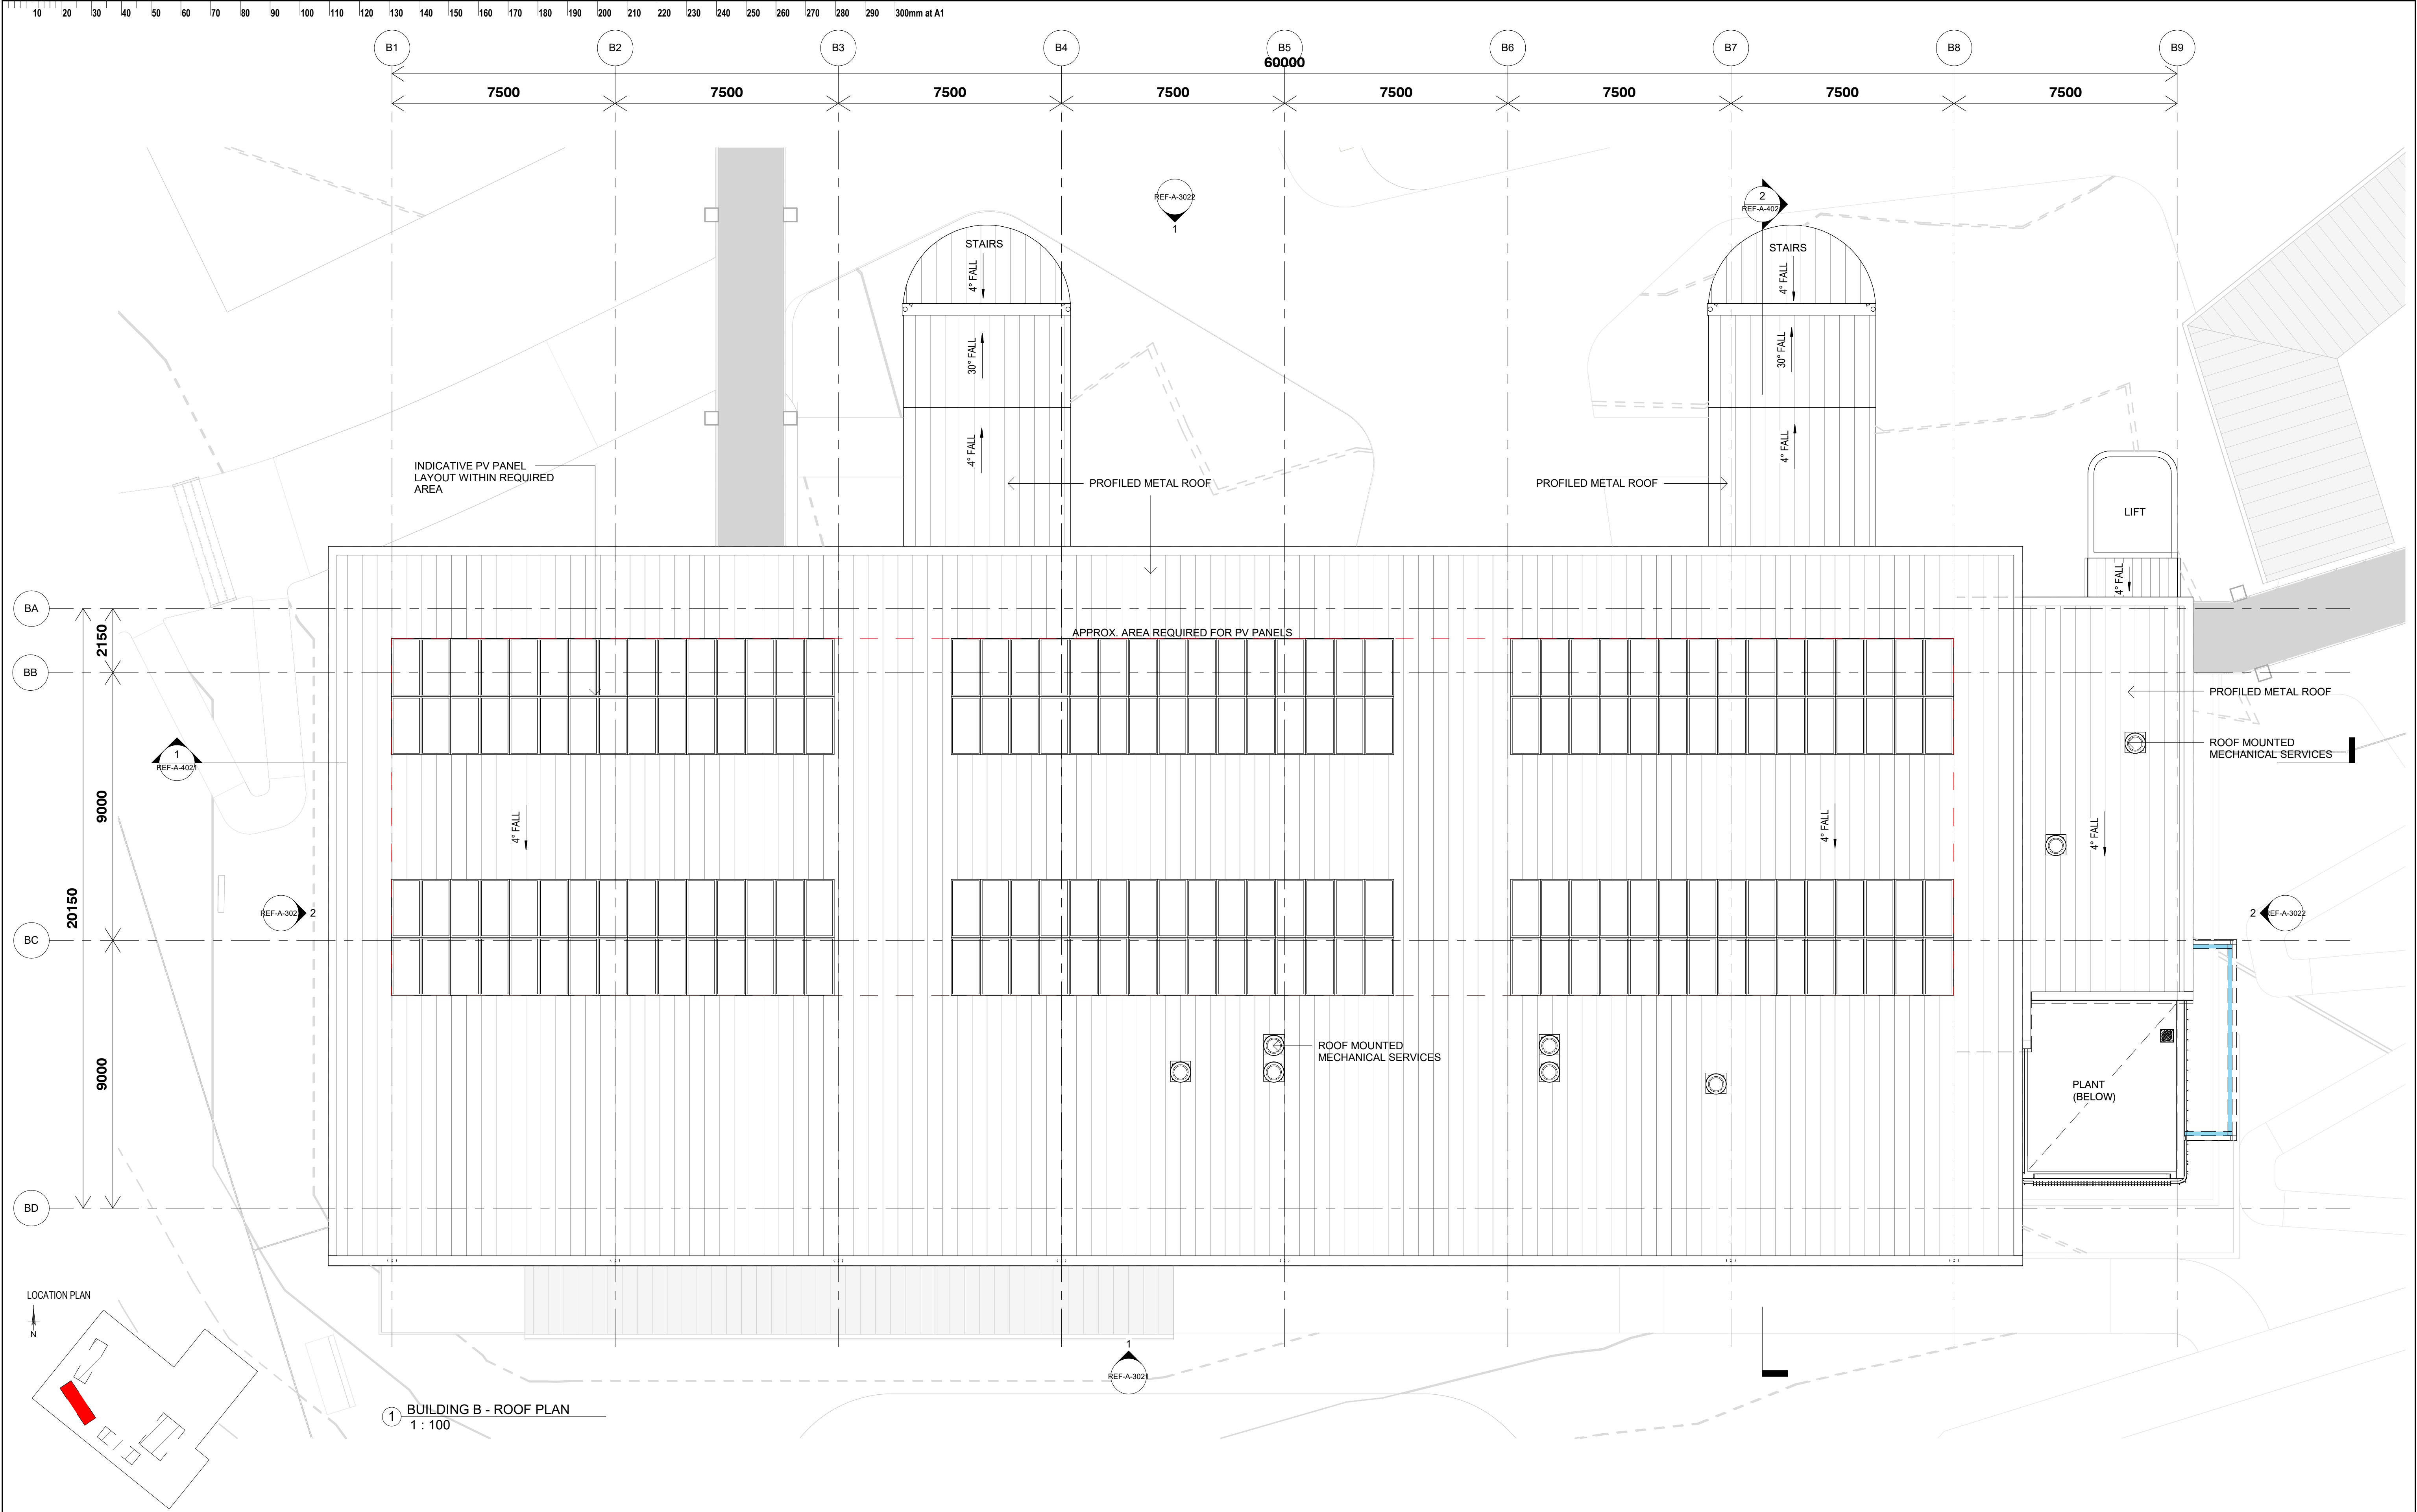 10 20 30 40 50 60 70 80 90 100 110 120 130 140 150 160 170 180 190 200 210 220 230 240 250 260 270 280 290 300mm at A1
B1 B2 B3 B4 B5 B6 B7 B8 B9
60000
7500 7500 7500 7500 7500 7500 7500 7500
REF-A-3022
1
2
REF-A-402
STAIRS
4° FALL
30° FALL
4° FALL
STAIRS
4° FALL
30° FALL
4° FALL
INDICATIVE PV PANEL
LAYOUT WITHIN REQUIRED
AREA
PROFILED METAL ROOF
PROFILED METAL ROOF
LIFT
4° FALL
BA
2150
BB
APPROX. AREA REQUIRED FOR PV PANELS
PROFILED METAL ROOF
ROOF MOUNTED
MECHANICAL SERVICES
1
REF-A-4021
9000
4° FALL
4° FALL
4° FALL
20150
REF-A-302
2
2
REF-A-3022
BC
9000
ROOF MOUNTED
MECHANICAL SERVICES
PLANT
(BELOW)
BD
LOCATION PLAN
N
1
REF-A-3021
1
BUILDING B - ROOF PLAN
1 : 100